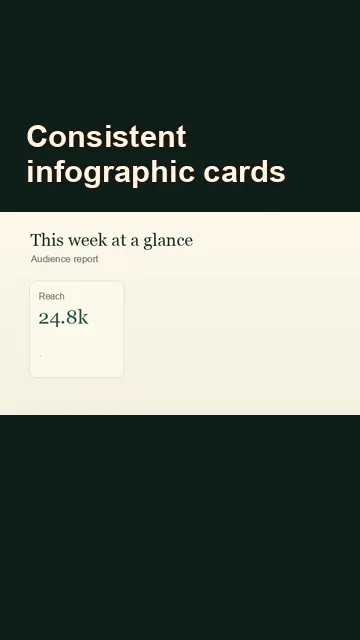 Consistent
infographic cards
This week at a glance
Audience report
Reach
24.8k